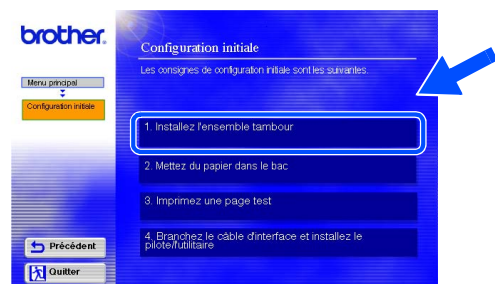 brother.
Menu principal
Configuration initiale
Précédent
Quitter
Configuration initiale
Les consignes de configuration initiale sont les suivantes.
1. Installez l'ensemble tambour
2. Mettez du papier dans le bac
3. Imprimez une page test
4. Branchez le câble d'interface et installez le
pilote/l'utilitaire